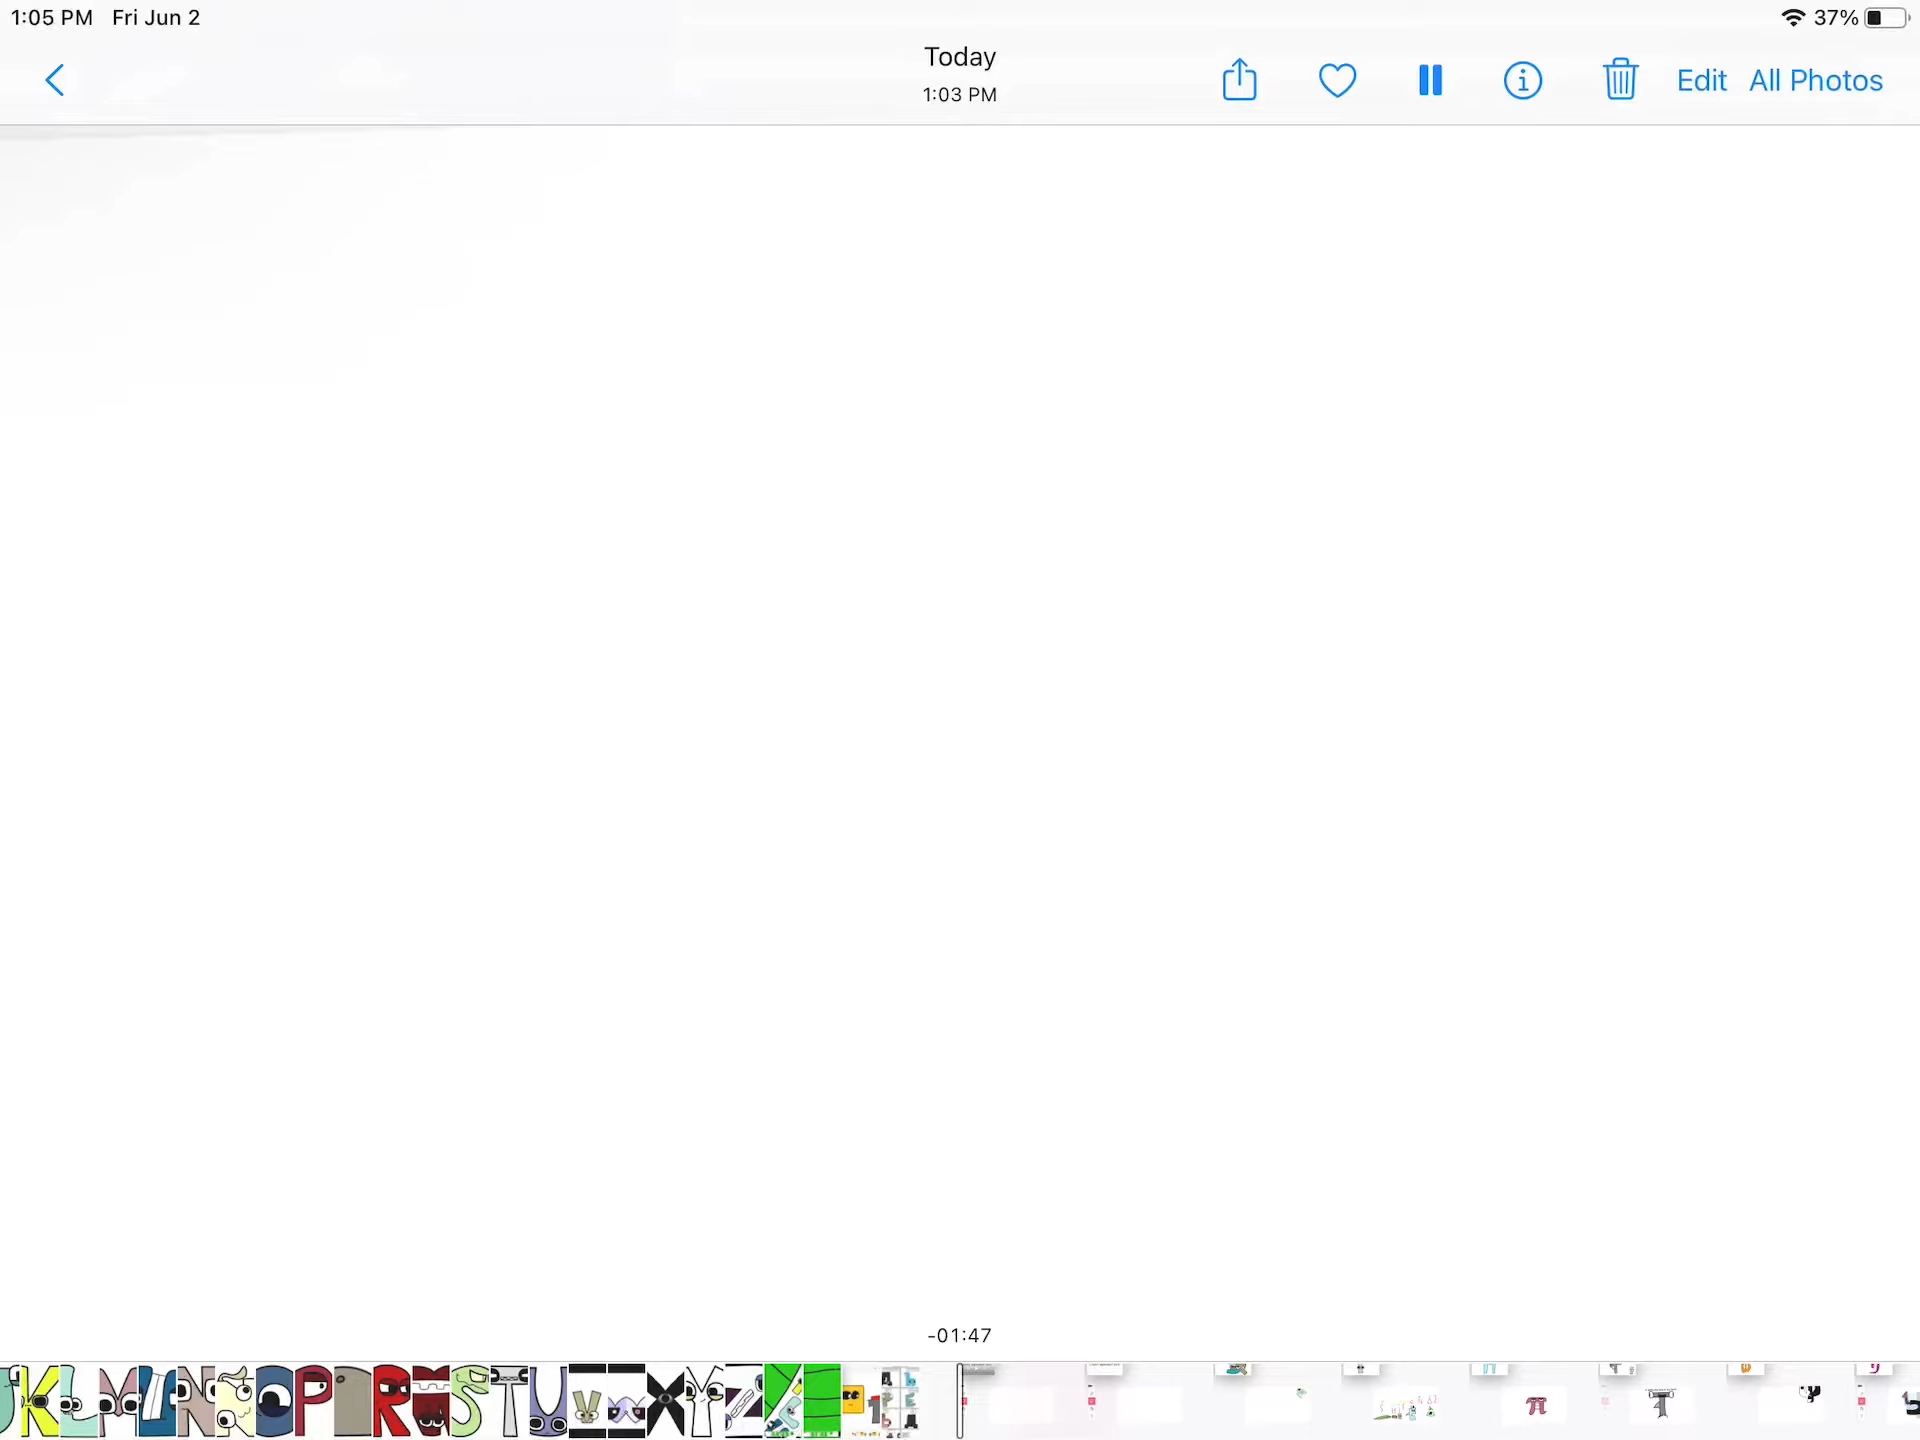 1:05 PM Fri Jun 2
37%
Today
1:03 PM
Edit All Photos
-01:47
K L M N Ñ O P R S T U V X Y Z